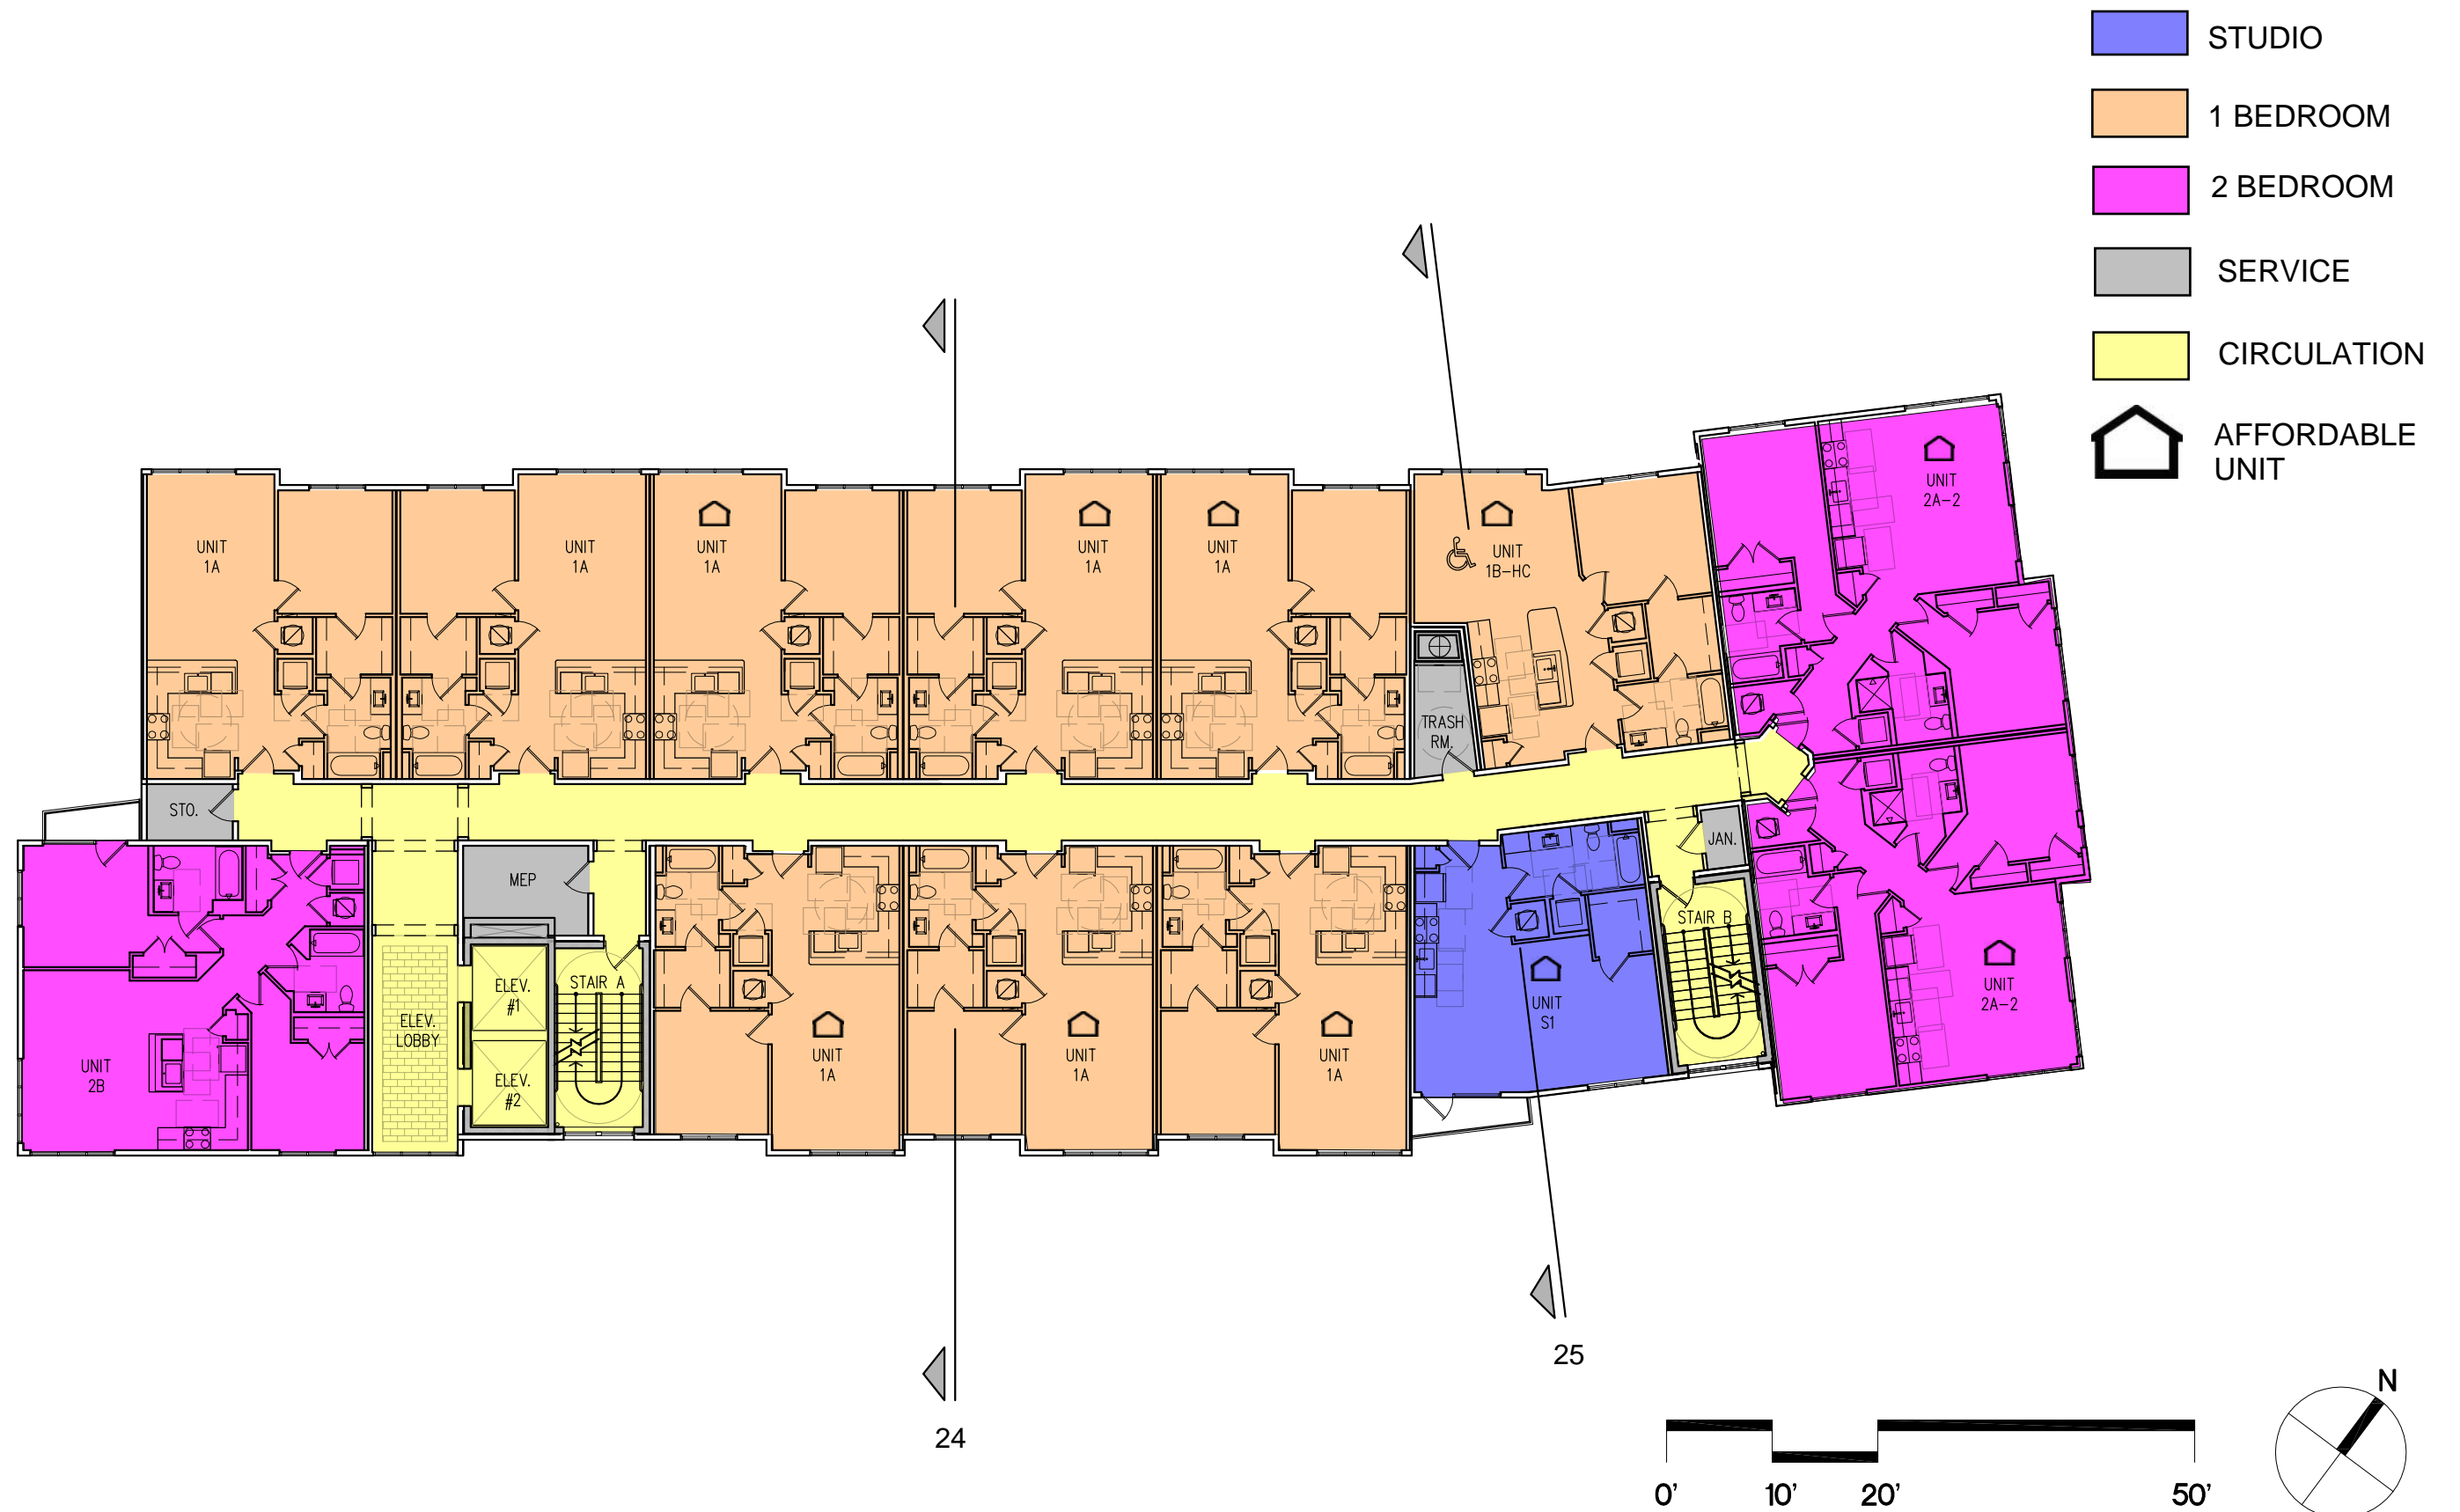 STUDIO
1 BEDROOM
2 BEDROOM
SERVICE
CIRCULATION
AFFORDABLE
UNIT
UNIT
2A-2
UNIT
1A
UNIT
1A
UNIT
1A
UNIT
1A
UNIT
1A
UNIT
1B-HC
TRASH
RM.
STO.
JAN.
MEP
STAIR B
STAIR A
ELEV.
#1
ELEV.
LOBBY
ELEV.
#2
UNIT
2B
UNIT
1A
UNIT
1A
UNIT
1A
UNIT
S1
UNIT
2A-2
25
24
N
0' 10' 20' 50'